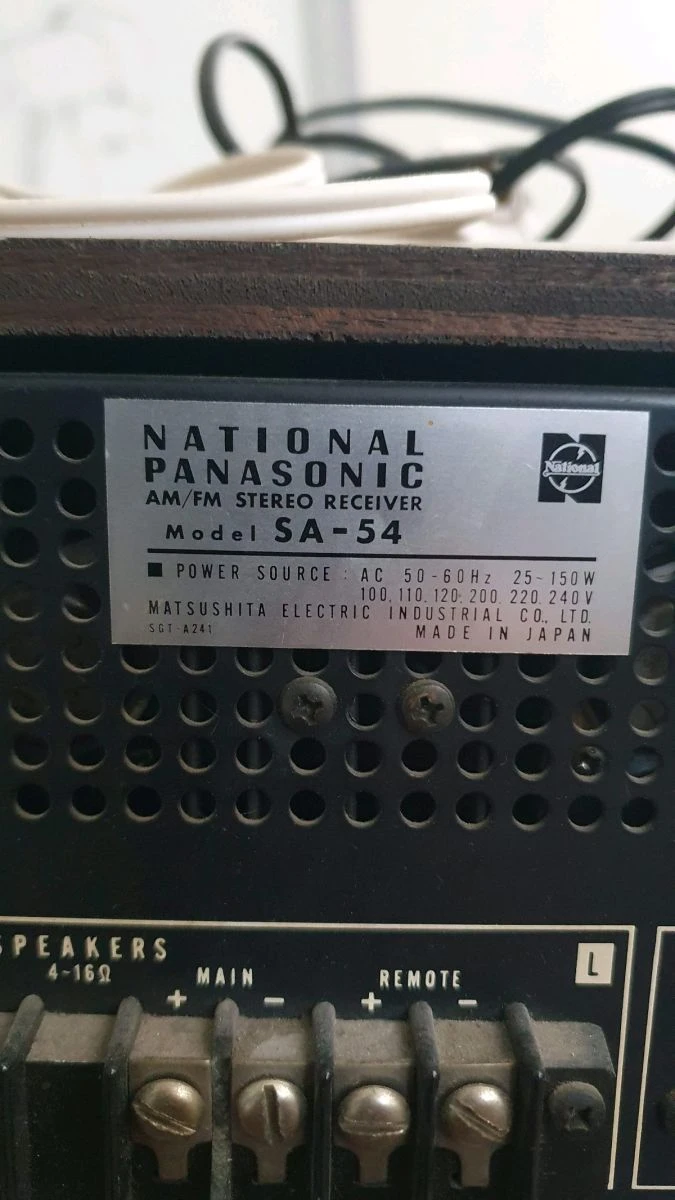 NATIONAL
PANASONIC
AM/FM STEREO RECEIVER
Model SA-54
National
■ POWER SOURCE : AC 50-60Hz 25~150W
100, 110, 120, 200, 220, 240V
MATSUSHITA ELECTRIC INDUSTRIAL CO., LTD.
SGT-A241
MADE IN JAPAN
SPEAKERS
4-16Ω
MAIN
REMOTE
L
+ − + −